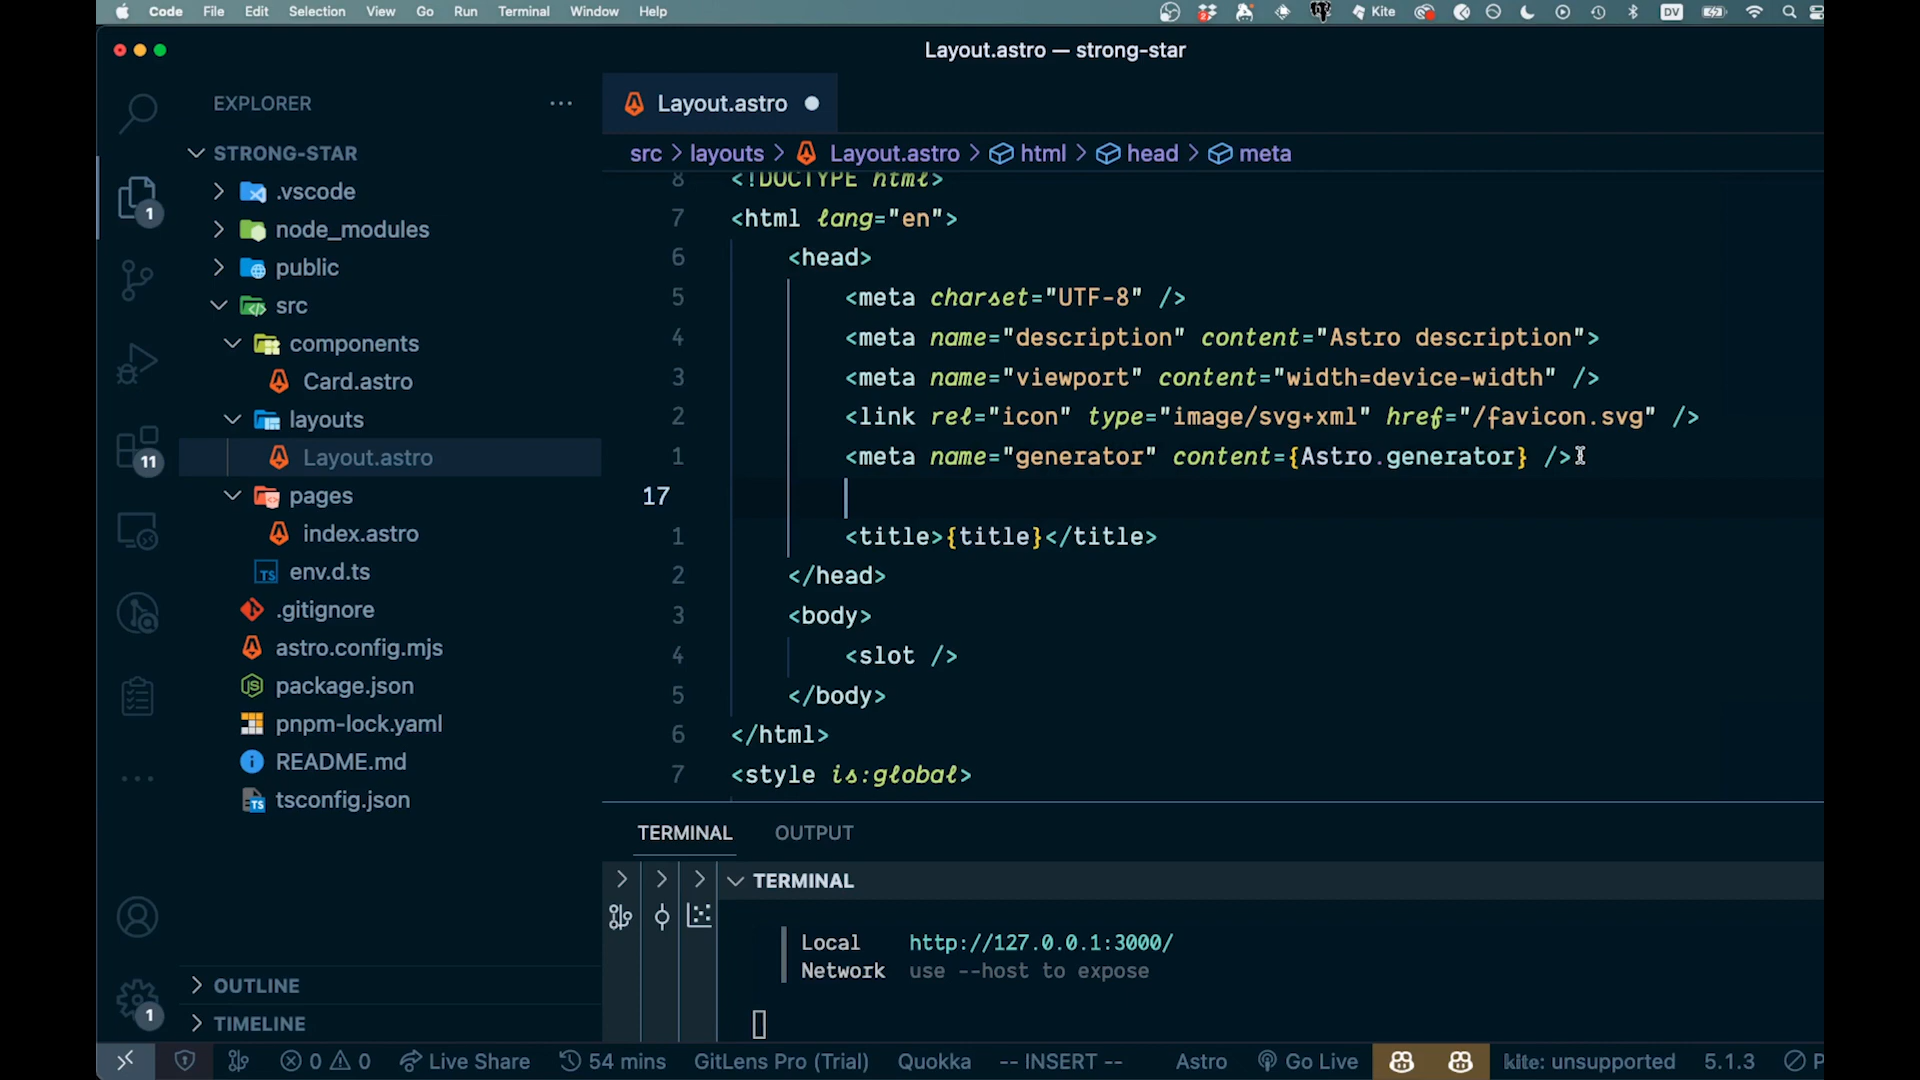 Code File Edit Selection View Go Run Terminal Window Help Kite DV
Layout.astro — strong-star
EXPLORER
Layout.astro
STRONG-STAR
src layouts Layout.astro html head meta
.vscode
node_modules
public
src
components
Card.astro
layouts
Layout.astro
pages
index.astro
env.d.ts
.gitignore
astro.config.mjs
package.json
pnpm-lock.yaml
README.md
tsconfig.json
OUTLINE
TIMELINE
1
11
1
8 <!DOCTYPE html>
7 <html lang="en">
6 <head>
5 <meta charset="UTF-8" />
4 <meta name="description" content="Astro description">
3 <meta name="viewport" content="width=device-width" />
2 <link rel="icon" type="image/svg+xml" href="/favicon.svg" />
1 <meta name="generator" content={Astro.generator} />
17
1 <title>{title}</title>
2 </head>
3 <body>
4 <slot />
5 </body>
6 </html>
7 <style is:global>
TERMINAL OUTPUT
TERMINAL
Local http://127.0.0.1:3000/
Network use --host to expose
0 0 Live Share 54 mins GitLens Pro (Trial) Quokka -- INSERT -- Astro Go Live kite: unsupported 5.1.3 P